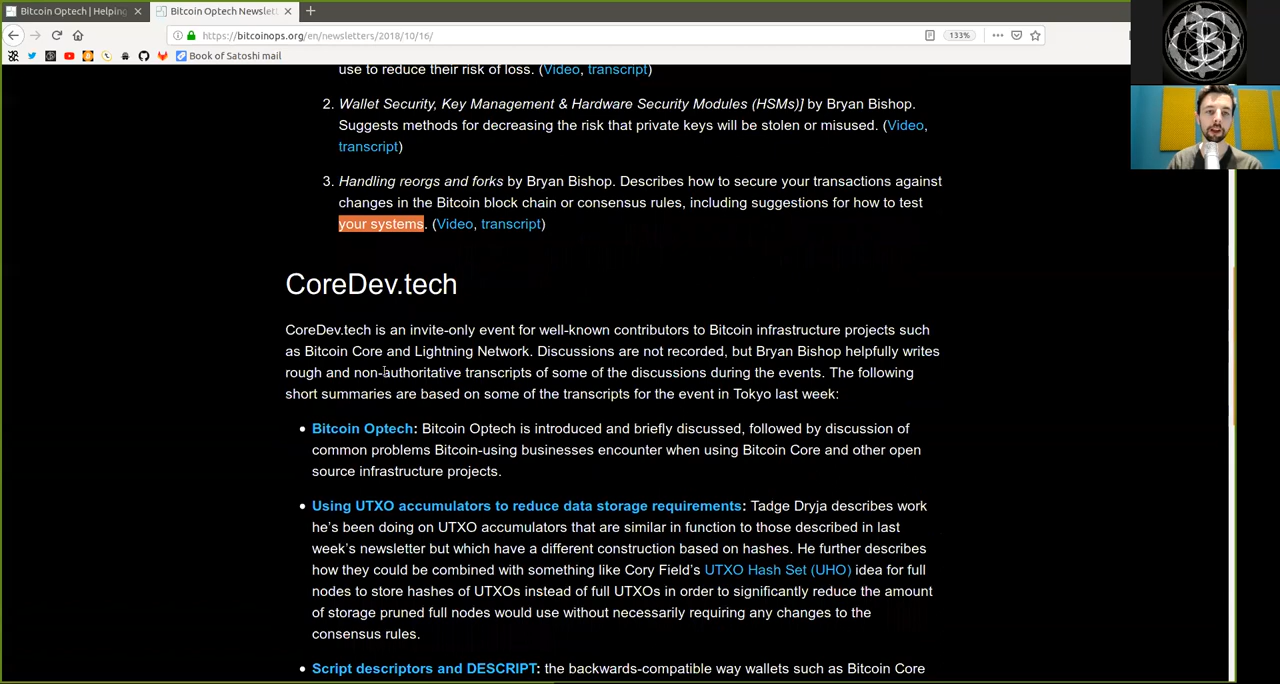 Bitcoin Optech | Helping
Bitcoin Optech Newslet
https://bitcoinops.org/en/newsletters/2018/10/16/
133%
Book of Satoshi mail
use to reduce their risk of loss. (Video, transcript)
2. Wallet Security, Key Management & Hardware Security Modules (HSMs)] by Bryan Bishop.
Suggests methods for decreasing the risk that private keys will be stolen or misused. (Video,
transcript)
3. Handling reorgs and forks by Bryan Bishop. Describes how to secure your transactions against
changes in the Bitcoin block chain or consensus rules, including suggestions for how to test
your systems. (Video, transcript)
CoreDev.tech
CoreDev.tech is an invite-only event for well-known contributors to Bitcoin infrastructure projects such
as Bitcoin Core and Lightning Network. Discussions are not recorded, but Bryan Bishop helpfully writes
rough and non-authoritative transcripts of some of the discussions during the events. The following
short summaries are based on some of the transcripts for the event in Tokyo last week:
• Bitcoin Optech: Bitcoin Optech is introduced and briefly discussed, followed by discussion of
common problems Bitcoin-using businesses encounter when using Bitcoin Core and other open
source infrastructure projects.
• Using UTXO accumulators to reduce data storage requirements: Tadge Dryja describes work
he's been doing on UTXO accumulators that are similar in function to those described in last
week's newsletter but which have a different construction based on hashes. He further describes
how they could be combined with something like Cory Field's UTXO Hash Set (UHO) idea for full
nodes to store hashes of UTXOs instead of full UTXOs in order to significantly reduce the amount
of storage pruned full nodes would use without necessarily requiring any changes to the
consensus rules.
• Script descriptors and DESCRIPT: the backwards-compatible way wallets such as Bitcoin Core